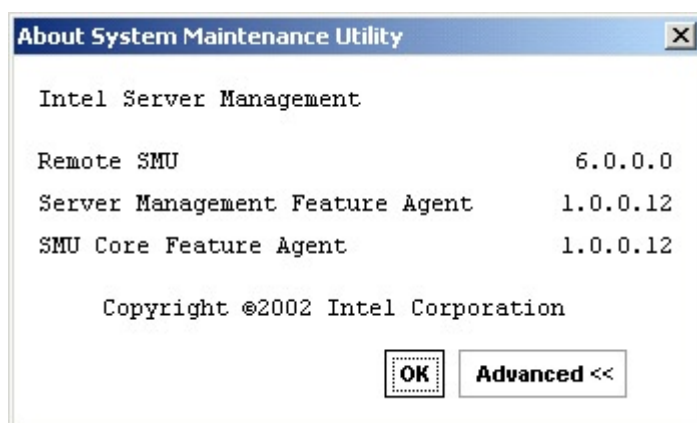 About System Maintenance Utility
Intel Server Management
Remote SMU 6.0.0.0
Server Management Feature Agent 1.0.0.12
SMU Core Feature Agent 1.0.0.12
Copyright ©2002 Intel Corporation
OK Advanced <<